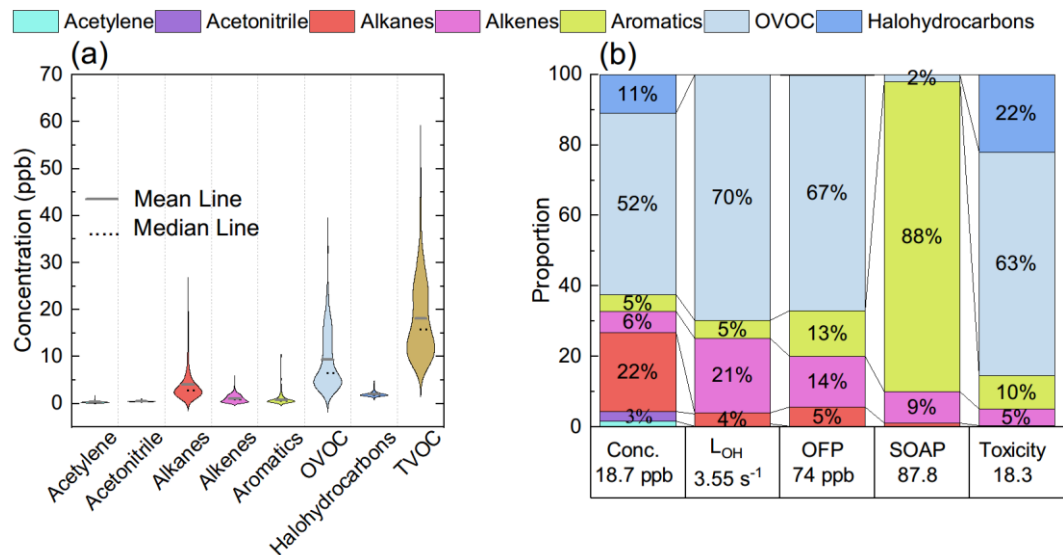 Acetylene Acetonitrile Alkanes Alkenes Aromatics OVOC Halohydrocarbons
(a)
Concentration (ppb)
70
60
50
40
30
20
10
0
Mean Line
Median Line
Acetylene
Acetonitrile
Alkanes
Alkenes
Aromatics
OVOC
Halohydrocarbons
TVOC
(b)
Proportion
100
80
60
40
20
0
11%
52%
5%
6%
22%
3%
70%
5%
21%
4%
67%
13%
14%
5%
2%
88%
9%
22%
63%
10%
5%
Conc. L_OH OFP SOAP Toxicity
18.7 ppb 3.55 s⁻¹ 74 ppb 87.8 18.3